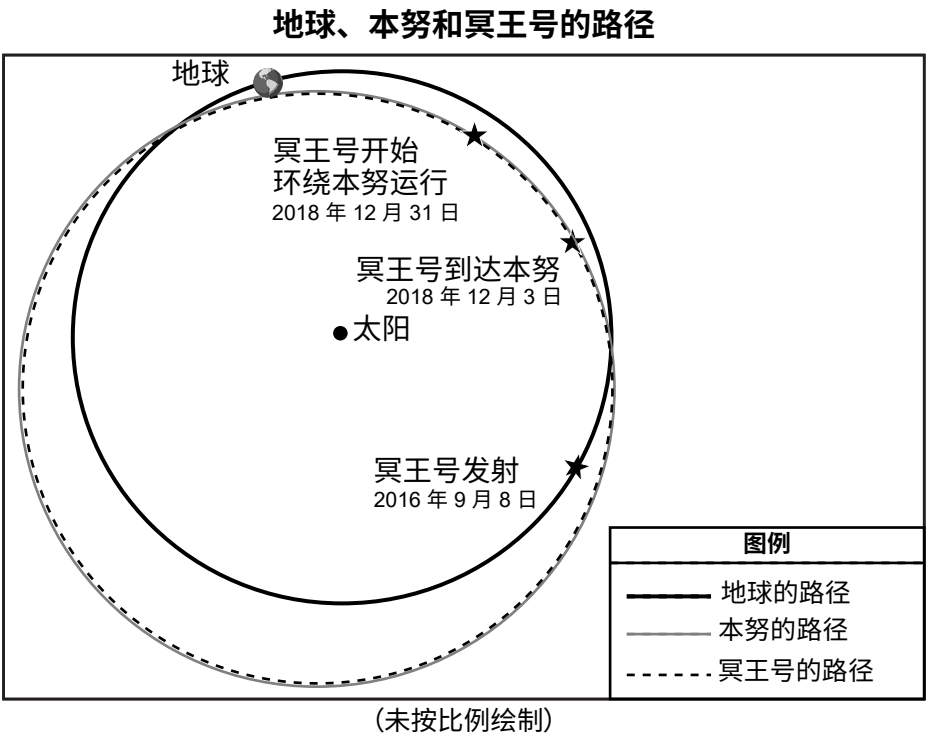 地球、本努和冥王号的路径
地球
冥王号开始
环绕本努运行
2018 年 12 月 31 日
冥王号到达本努
2018 年 12 月 3 日
太阳
冥王号发射
2016 年 9 月 8 日
图例
地球的路径
本努的路径
冥王号的路径
（未按比例绘制）